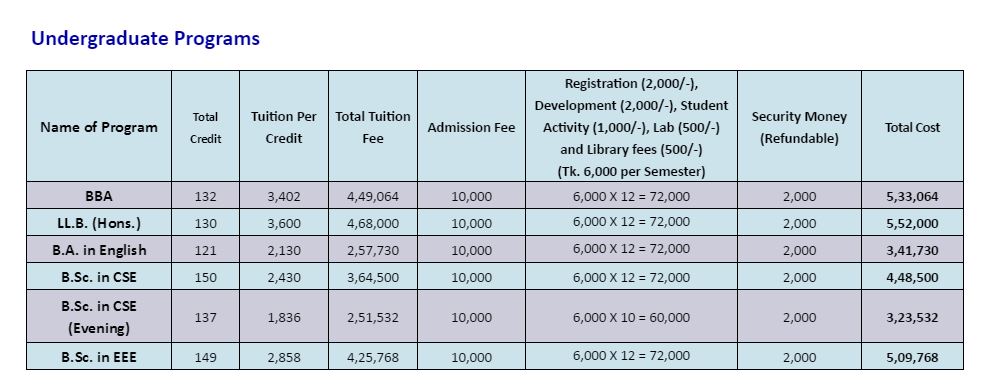 Undergraduate Programs
Name of Program
Total
Credit
Tuition Per
Credit
Total Tuition
Fee
Admission Fee
Registration (2,000/-),
Development (2,000/-), Student
Activity (1,000/-), Lab (500/-)
and Library fees (500/-)
(Tk. 6,000 per Semester)
Security Money
(Refundable)
Total Cost
BBA 132 3,402 4,49,064 10,000 6,000 X 12 = 72,000 2,000 5,33,064
LL.B. (Hons.) 130 3,600 4,68,000 10,000 6,000 X 12 = 72,000 2,000 5,52,000
B.A. in English 121 2,130 2,57,730 10,000 6,000 X 12 = 72,000 2,000 3,41,730
B.Sc. in CSE 150 2,430 3,64,500 10,000 6,000 X 12 = 72,000 2,000 4,48,500
B.Sc. in CSE
(Evening) 137 1,836 2,51,532 10,000 6,000 X 10 = 60,000 2,000 3,23,532
B.Sc. in EEE 149 2,858 4,25,768 10,000 6,000 X 12 = 72,000 2,000 5,09,768